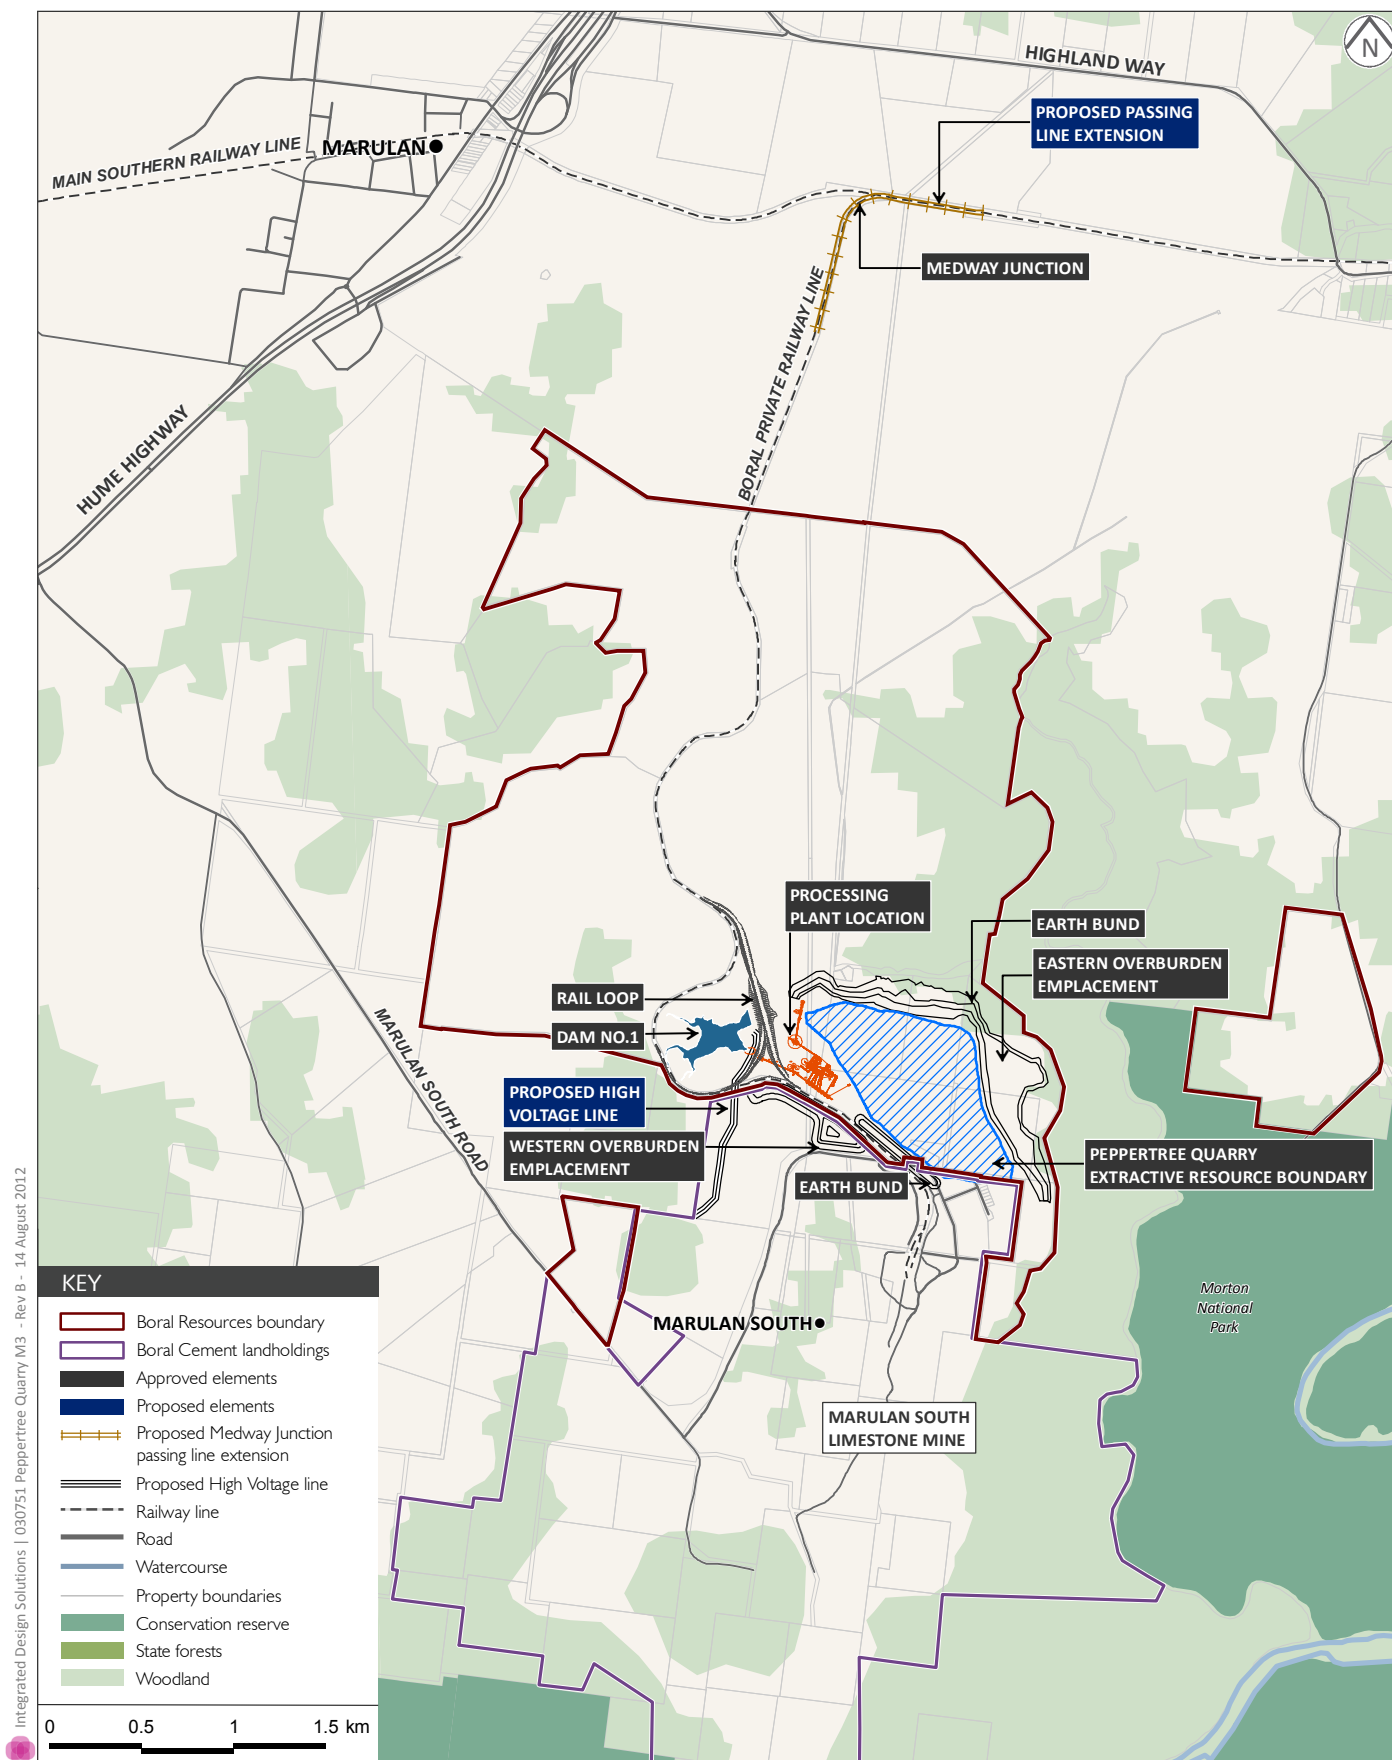 HIGHLAND WAY
N
PROPOSED PASSING
LINE EXTENSION
MAIN SOUTHERN RAILWAY LINE
MARULAN
MEDWAY JUNCTION
BORAL PRIVATE RAILWAY LINE
HUME HIGHWAY
PROCESSING
PLANT LOCATION
EARTH BUND
EASTERN OVERBURDEN
EMPLACEMENT
RAIL LOOP
DAM NO.1
MARULAN SOUTH ROAD
PROPOSED HIGH
VOLTAGE LINE
WESTERN OVERBURDEN
EMPLACEMENT
PEPPERTREE QUARRY
EXTRACTIVE RESOURCE BOUNDARY
EARTH BUND
Morton
National
Park
MARULAN SOUTH
MARULAN SOUTH
LIMESTONE MINE
KEY
Boral Resources boundary
Boral Cement landholdings
Approved elements
Proposed elements
Proposed Medway Junction
passing line extension
Proposed High Voltage line
Railway line
Road
Watercourse
Property boundaries
Conservation reserve
State forests
Woodland
0 0.5 1 1.5 km
Integrated Design Solutions | 030751 Peppertree Quarry M3 - Rev B - 14 August 2012